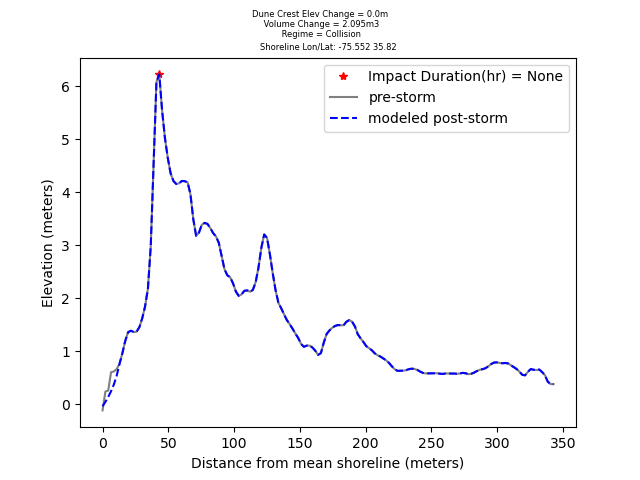 Dune Crest Elev Change = 0.0m
Volume Change = 2.095m3
Regime = Collision
Shoreline Lon/Lat: -75.552 35.82
Impact Duration(hr) = None
pre-storm
modeled post-storm
Elevation (meters)
6
5
4
3
2
1
0
0 50 100 150 200 250 300 350
Distance from mean shoreline (meters)